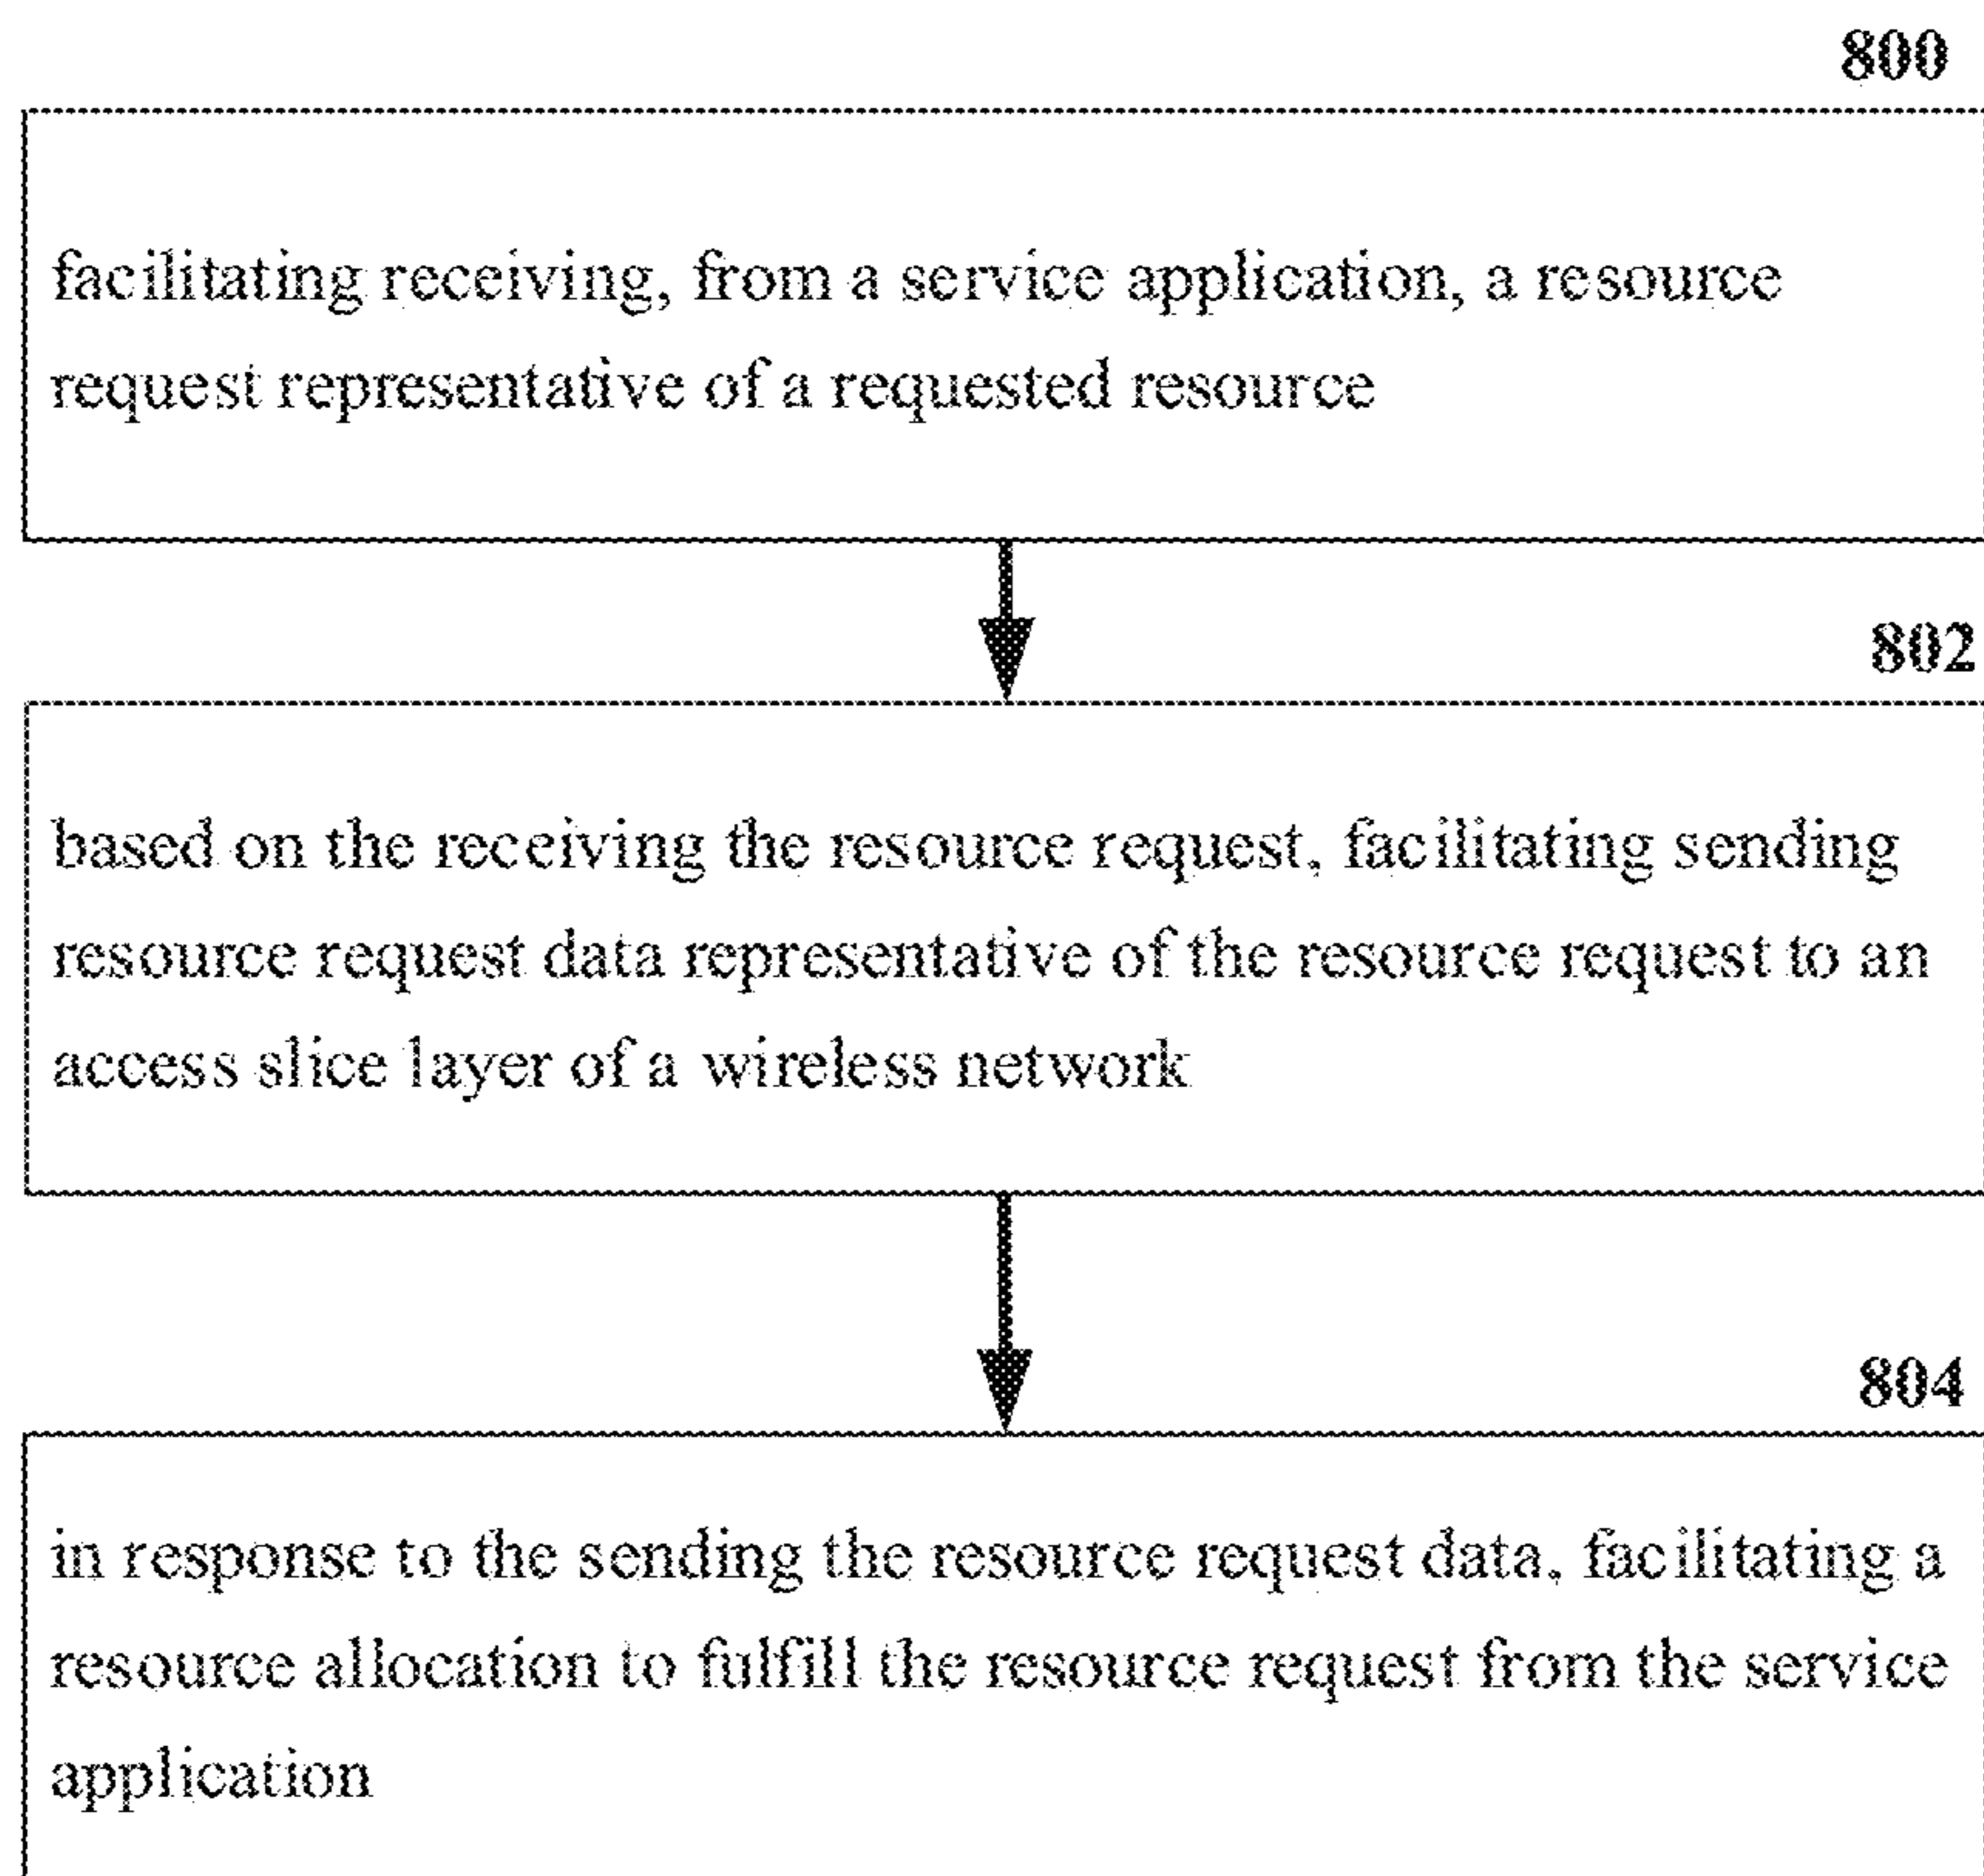 800
facilitating receiving, from a service application, a resource
request representative of a requested resource
802
based on the receiving the resource request, facilitating sending
resource request data representative of the resource request to an
access slice layer of a wireless network
804
in response to the sending the resource request data, facilitating a
resource allocation to fulfill the resource request from the service
application